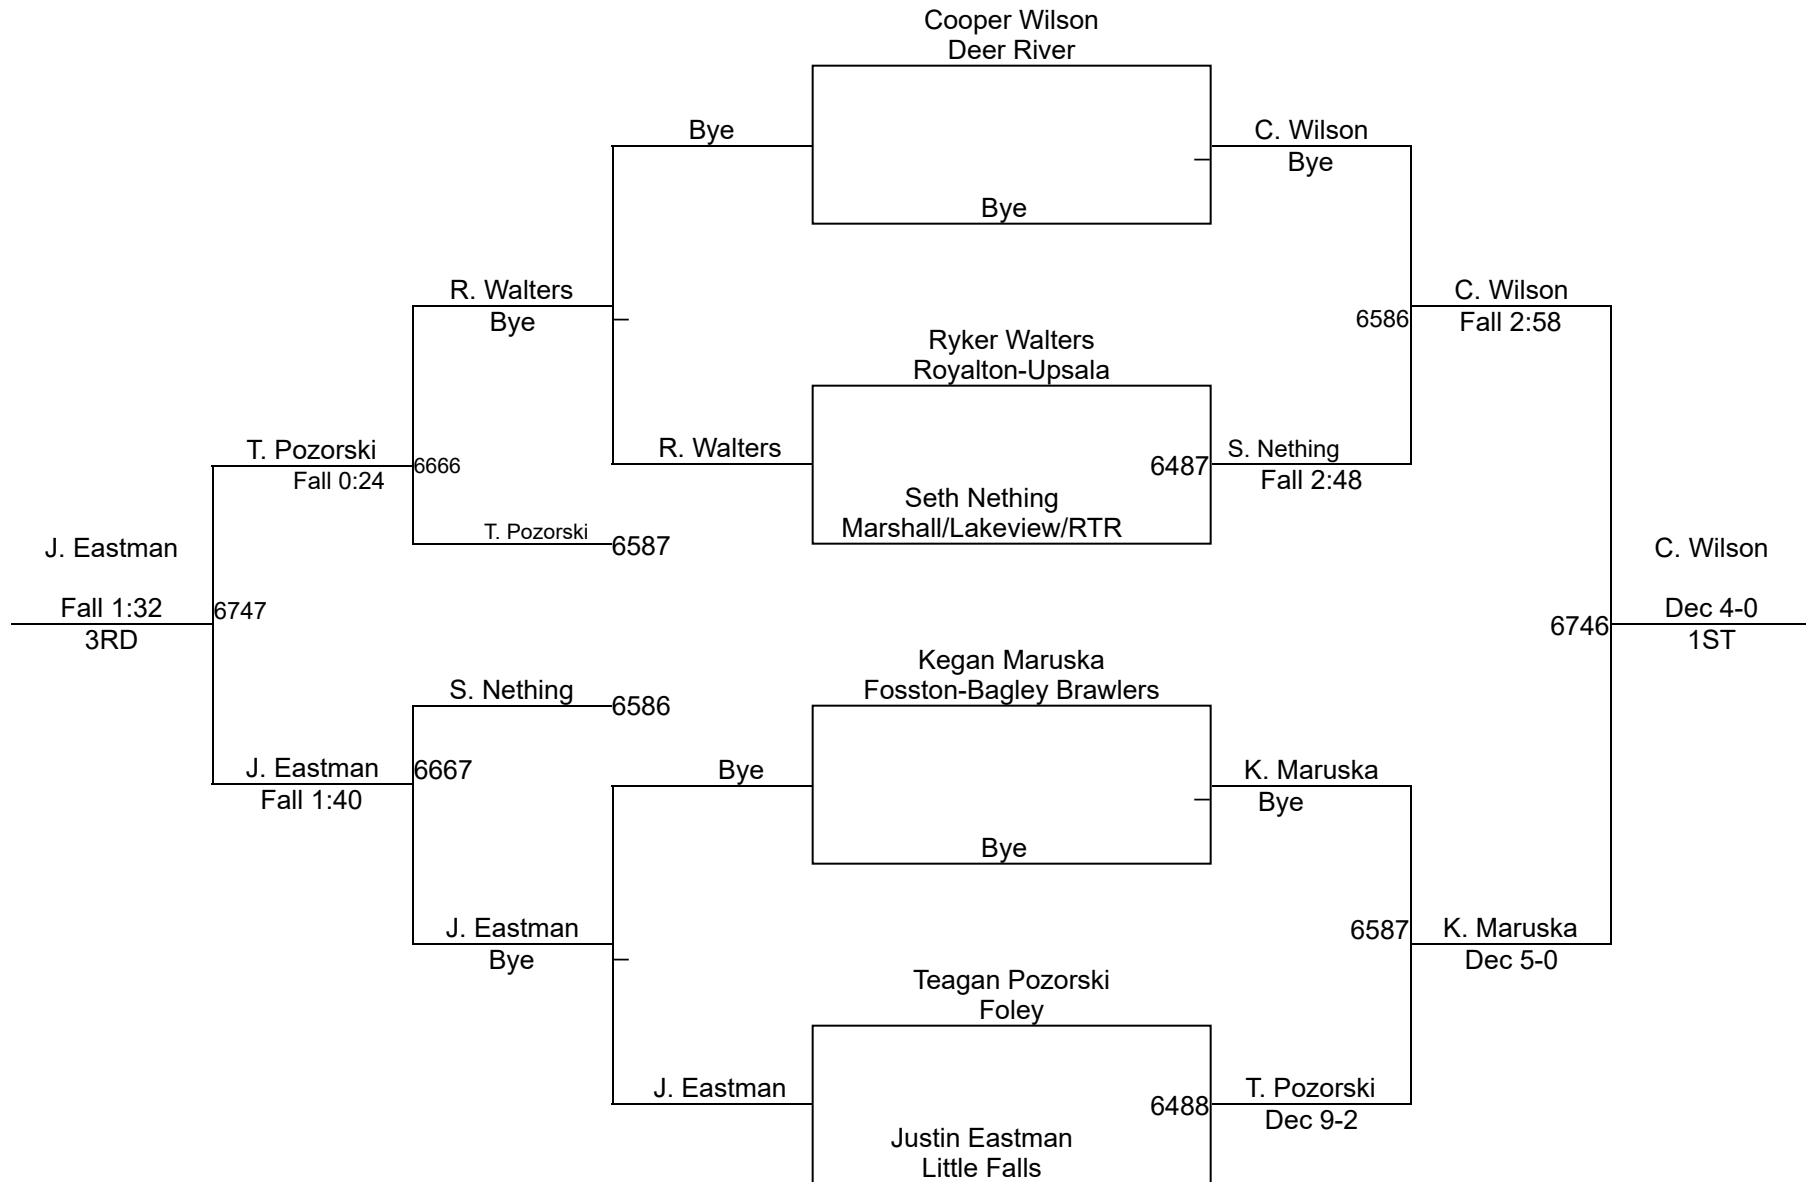 Cooper Wilson
Deer River
Bye
C. Wilson
Bye
Bye
R. Walters
Bye
C. Wilson
Fall 2:58
6586
Ryker Walters
Royalton-Upsala
T. Pozorski
Fall 0:24
6666
R. Walters
6487
S. Nething
Fall 2:48
Seth Nething
Marshall/Lakeview/RTR
T. Pozorski
6587
J. Eastman
Fall 1:32
3RD
6747
C. Wilson
Dec 4-0
1ST
6746
Kegan Maruska
Fosston-Bagley Brawlers
S. Nething
6586
J. Eastman
Fall 1:40
6667
Bye
K. Maruska
Bye
Bye
J. Eastman
Bye
6587
K. Maruska
Dec 5-0
Teagan Pozorski
Foley
J. Eastman
6488
T. Pozorski
Dec 9-2
Justin Eastman
Little Falls